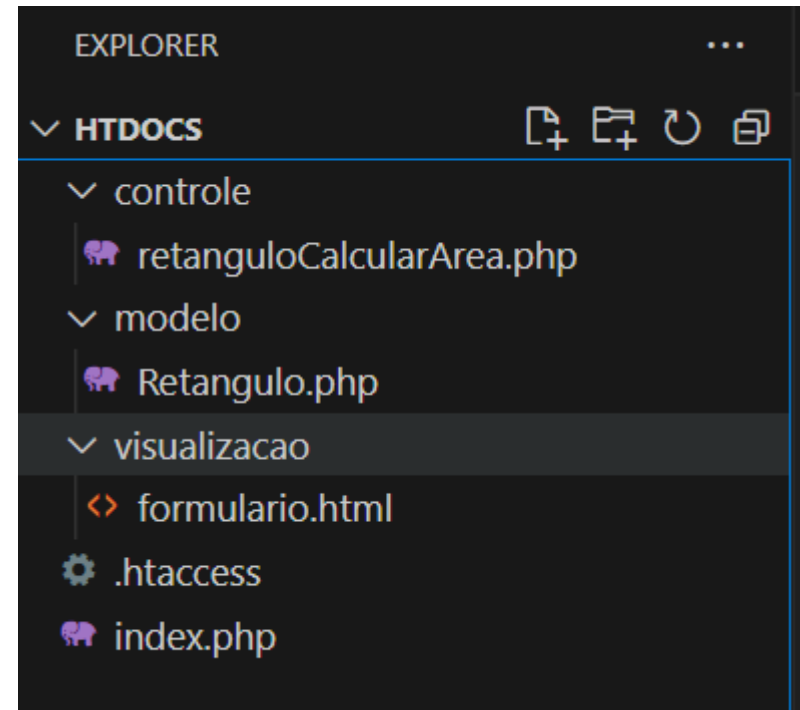 EXPLORER ...
HTDOCS
controle
retanguloCalcularArea.php
modelo
Retangulo.php
visualizacao
formulario.html
.htaccess
index.php